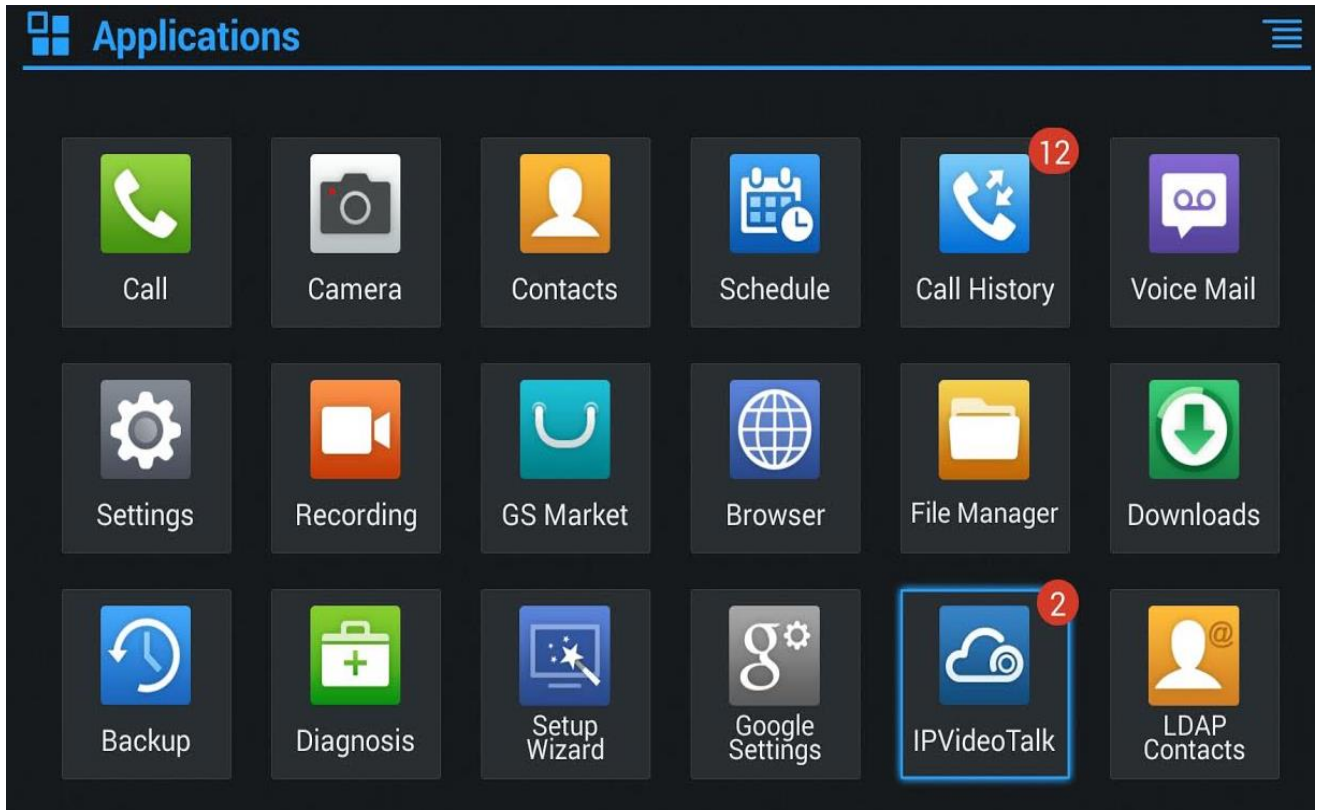 Applications
12
Call
Camera
Contacts
Schedule
Call History
Voice Mail
Settings
Recording
GS Market
Browser
File Manager
Downloads
2
Backup
Diagnosis
Setup
Wizard
g
Google
Settings
IPVideoTalk
@
LDAP
Contacts